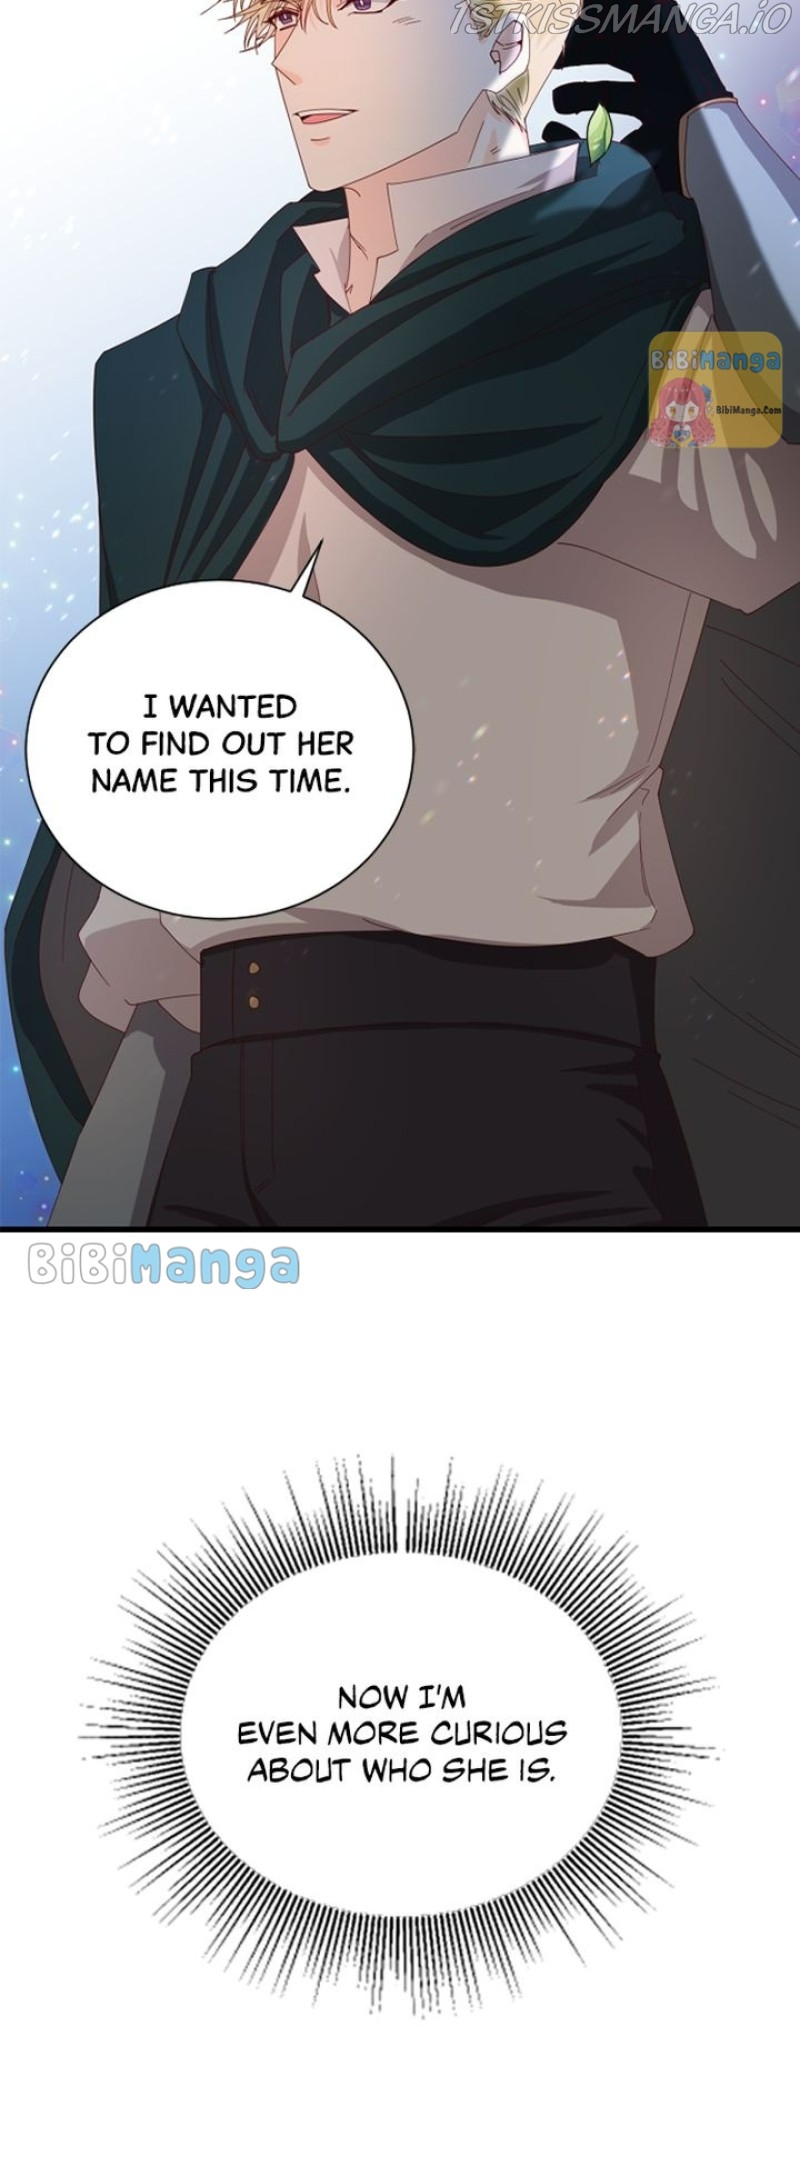 1STKISSMANGA.IO
BiBiManga
BibiManga.Com
I WANTED
TO FIND OUT HER
NAME THIS TIME.
BiBiManga
NOW I'M
EVEN MORE CURIOUS
ABOUT WHO SHE IS.